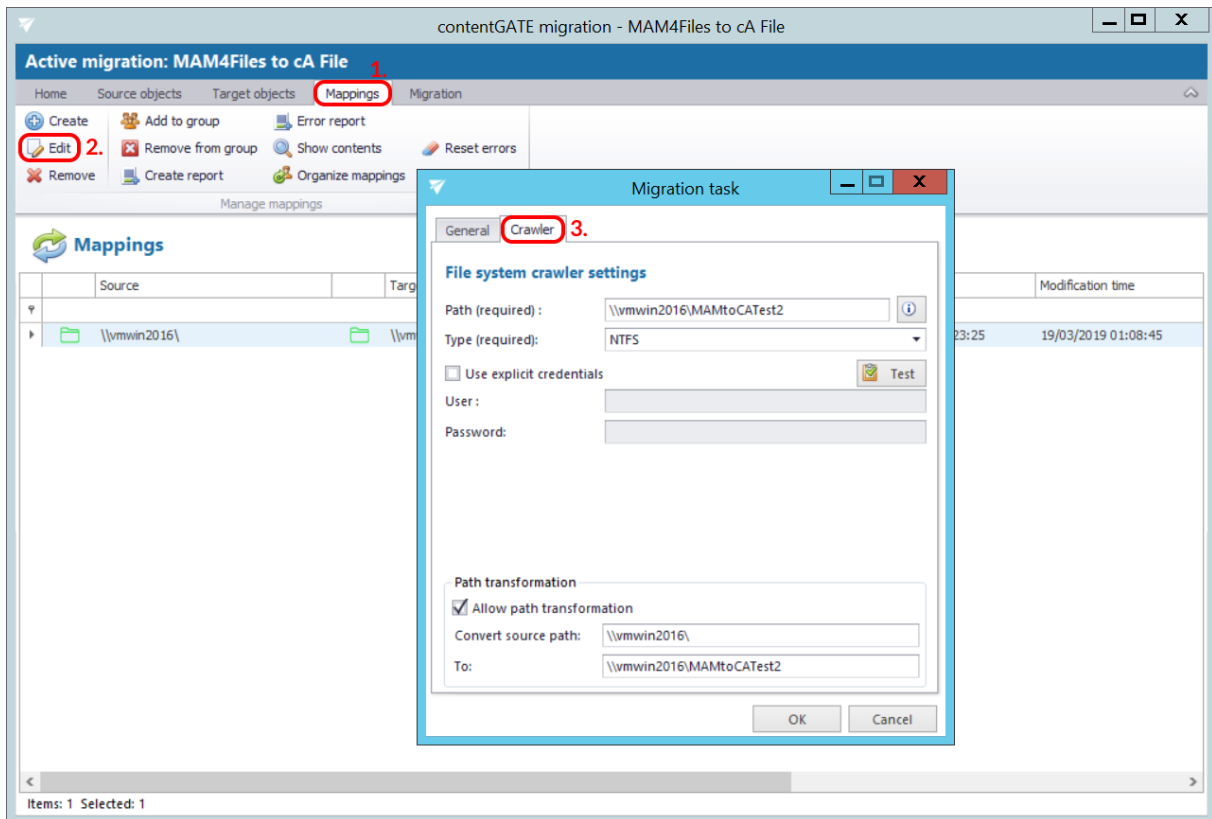 contentGATE migration - MAM4Files to cA File
Active migration: MAM4Files to cA File
1.
Home Source objects Target objects Mappings Migration
Create Add to group Error report
Edit 2. Remove from group Show contents Reset errors
Remove Create report Organize mappings
Manage mappings
Mappings
Source Targ Modification time
\\vmwin2016\ \\vm 23:25 19/03/2019 01:08:45
Migration task
General Crawler 3.
File system crawler settings
Path (required) : \\vmwin2016\MAMtoCATest2
Type (required): NTFS
Use explicit credentials Test
User :
Password:
Path transformation
Allow path transformation
Convert source path: \\vmwin2016\
To: \\vmwin2016\MAMtoCATest2
OK Cancel
Items: 1 Selected: 1